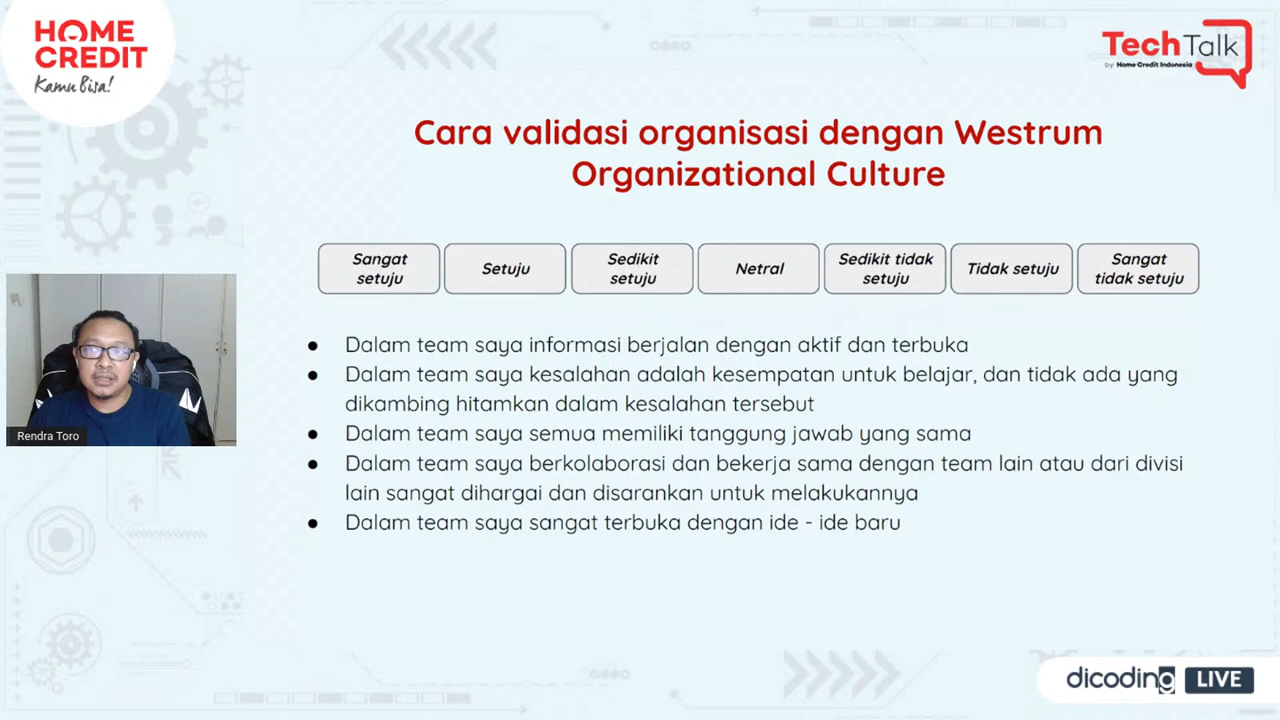 HOME
CREDIT
Kamu Bisa!
TechTalk
by Home Credit Indonesia
Cara validasi organisasi dengan Westrum
Organizational Culture
Sangat
setuju
Setuju
Sedikit
setuju
Netral
Sedikit tidak
setuju
Tidak setuju
Sangat
tidak setuju
● Dalam team saya informasi berjalan dengan aktif dan terbuka
● Dalam team saya kesalahan adalah kesempatan untuk belajar, dan tidak ada yang
dikambing hitamkan dalam kesalahan tersebut
● Dalam team saya semua memiliki tanggung jawab yang sama
● Dalam team saya berkolaborasi dan bekerja sama dengan team lain atau dari divisi
lain sangat dihargai dan disarankan untuk melakukannya
● Dalam team saya sangat terbuka dengan ide - ide baru
Rendra Toro
dicoding LIVE